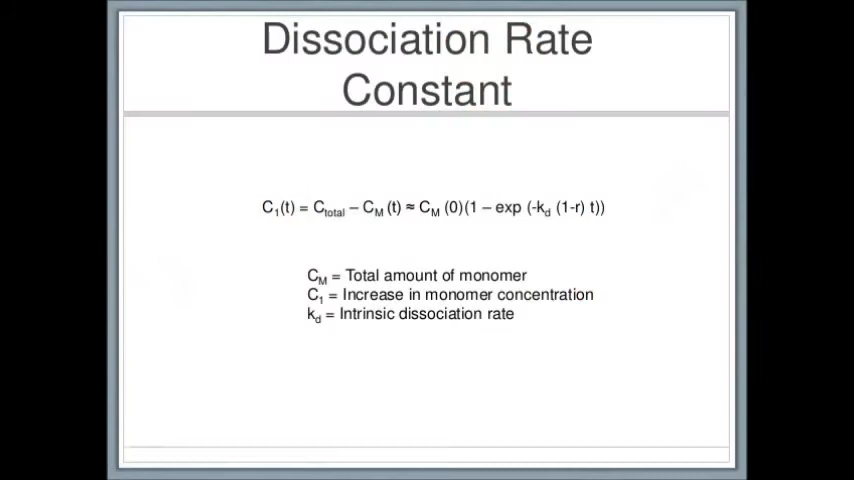 Dissociation Rate
Constant
C₁(t) = C_total – C_M (t) ≈ C_M (0)(1 – exp (-k_d (1-r) t))
C_M = Total amount of monomer
C₁ = Increase in monomer concentration
k_d = Intrinsic dissociation rate